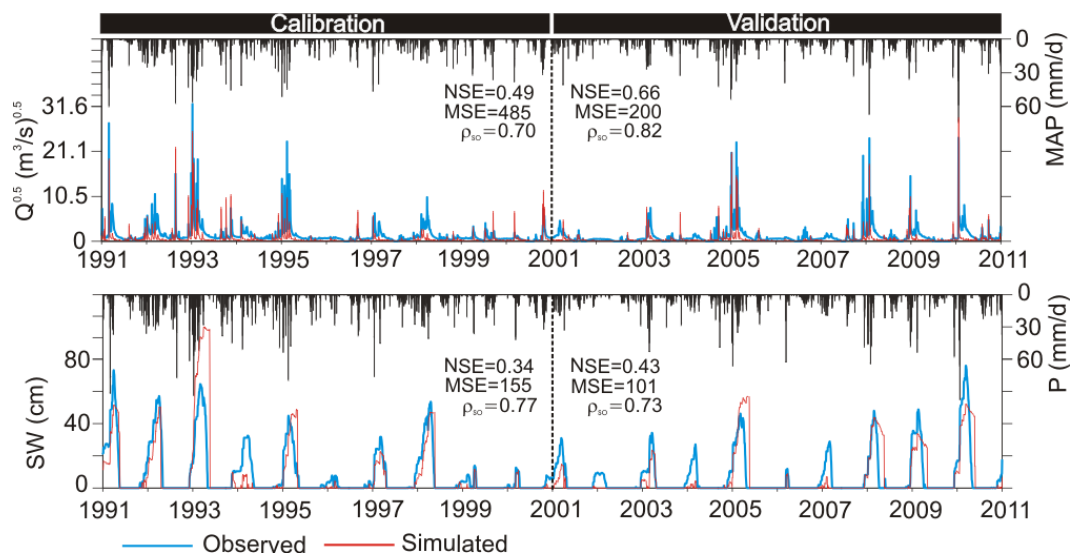 Calibration Validation
Q^0.5 (m³/s)^0.5
31.6
21.1
10.5
0
NSE=0.49
MSE=485
ρso=0.70
NSE=0.66
MSE=200
ρso=0.82
0
30
60
MAP (mm/d)
1991 1993 1995 1997 1999 2001 2003 2005 2007 2009 2011
SW (cm)
80
40
0
NSE=0.34
MSE=155
ρso=0.77
NSE=0.43
MSE=101
ρso=0.73
0
30
60
P (mm/d)
1991 1993 1995 1997 1999 2001 2003 2005 2007 2009 2011
Observed Simulated